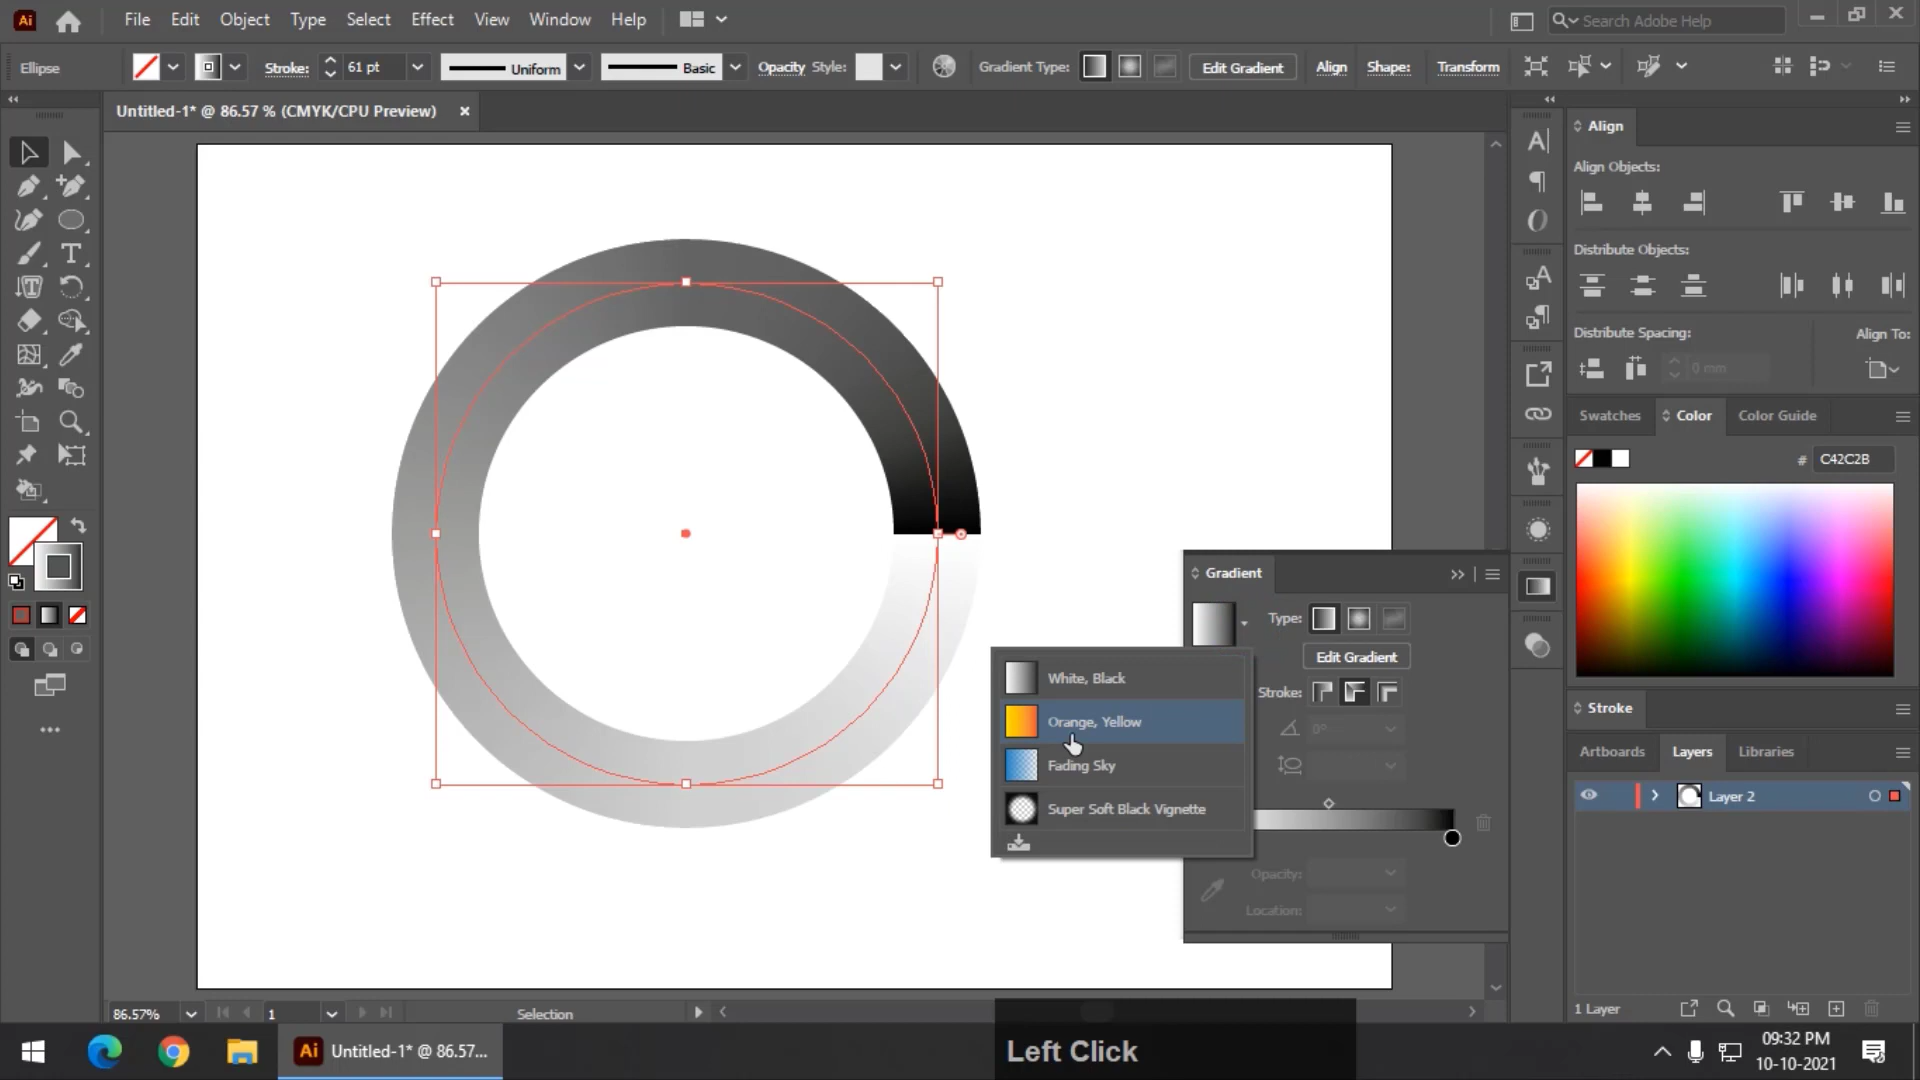 Ai File Edit Object Type Select Effect View Window Help Search Adobe Help
Ellipse Stroke: 61 pt Uniform Basic Opacity Style: Gradient Type: Edit Gradient Align Shape: Transform
Untitled-1* @ 86.57 % (CMYK/CPU Preview)
Align
Align Objects:
Distribute Objects:
Distribute Spacing: Align To:
0 mm
Swatches Color Color Guide
# C42C2B
Gradient
Type:
Edit Gradient
Stroke:
0°
Opacity:
Location:
White, Black
Orange, Yellow
Fading Sky
Super Soft Black Vignette
Stroke
Artboards Layers Libraries
Layer 2
1 Layer
86.57% 1 Selection
Left Click
Ai Untitled-1* @ 86.57...
09:32 PM
10-10-2021